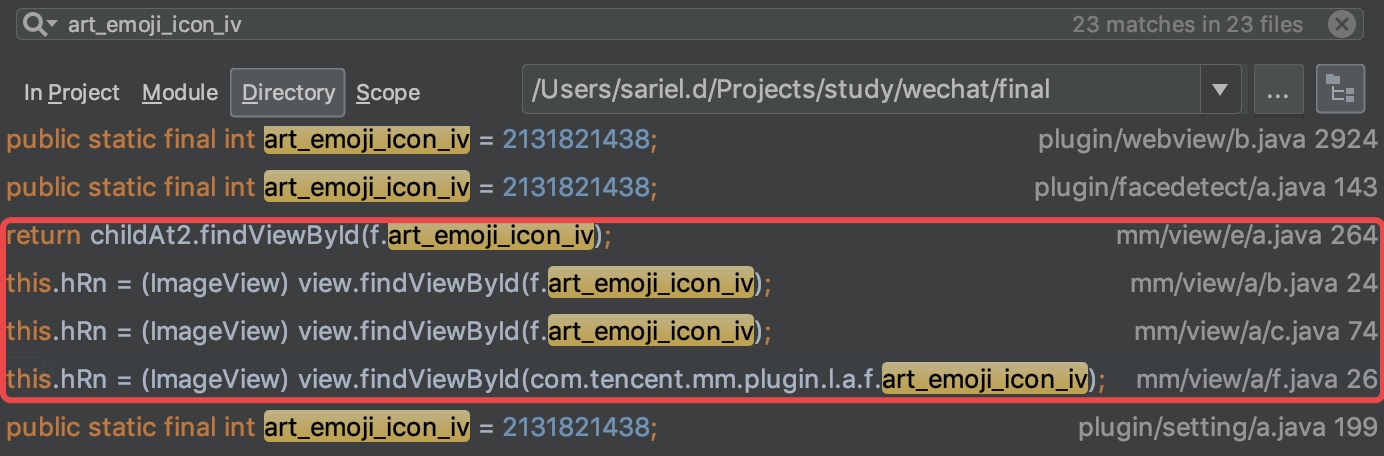 art_emoji_icon_iv 23 matches in 23 files
In Project Module Directory Scope /Users/sariel.d/Projects/study/wechat/final ...
public static final int art_emoji_icon_iv = 2131821438; plugin/webview/b.java 2924
public static final int art_emoji_icon_iv = 2131821438; plugin/facedetect/a.java 143
return childAt2.findViewById(f.art_emoji_icon_iv); mm/view/e/a.java 264
this.hRn = (ImageView) view.findViewById(f.art_emoji_icon_iv); mm/view/a/b.java 24
this.hRn = (ImageView) view.findViewById(f.art_emoji_icon_iv); mm/view/a/c.java 74
this.hRn = (ImageView) view.findViewById(com.tencent.mm.plugin.l.a.f.art_emoji_icon_iv); mm/view/a/f.java 26
public static final int art_emoji_icon_iv = 2131821438; plugin/setting/a.java 199